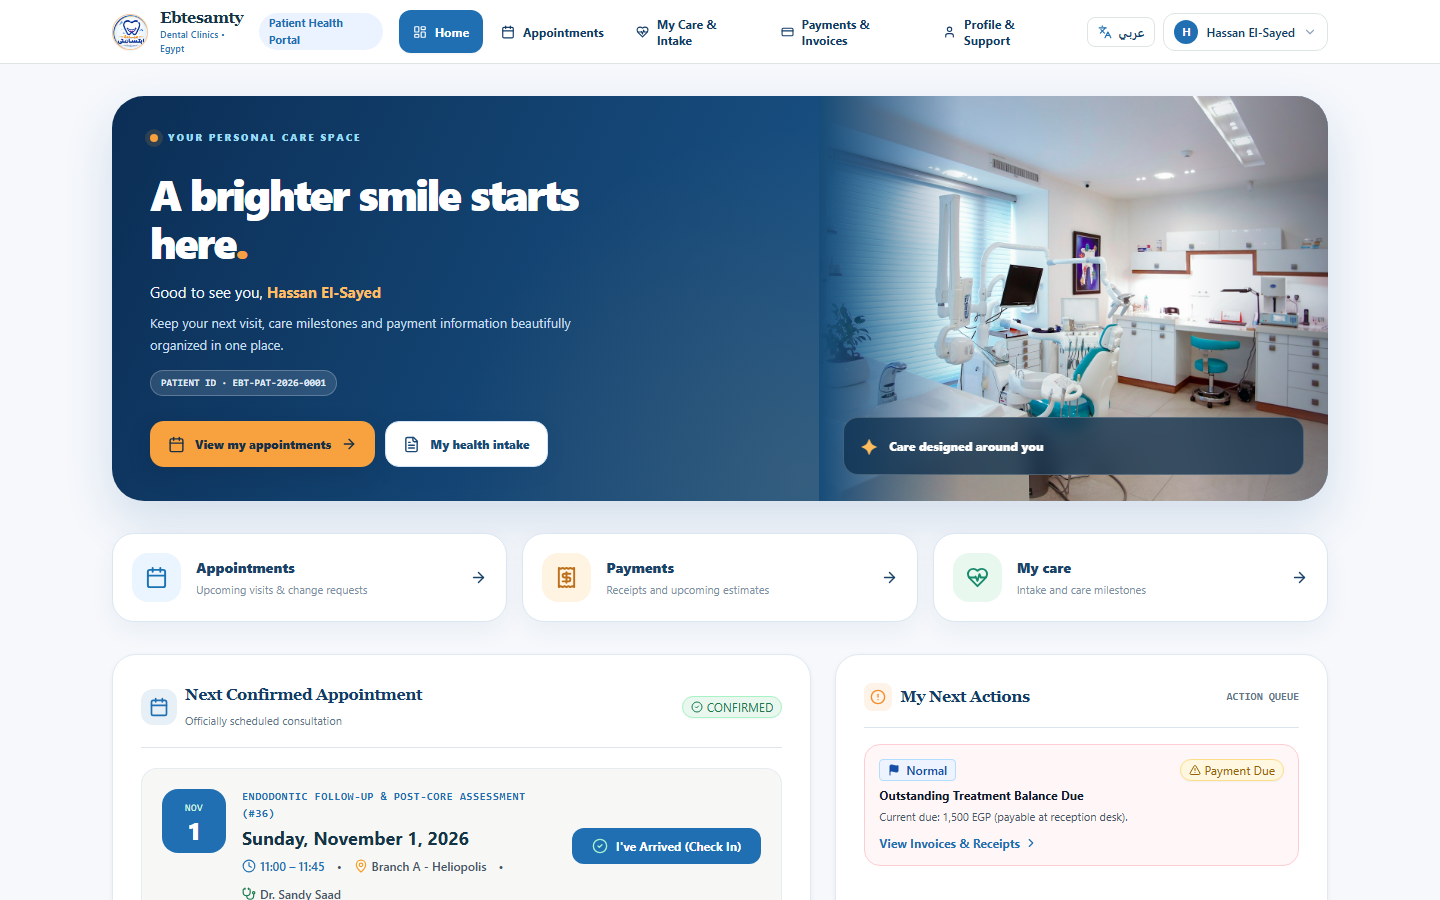 Ebtesamty
Dental Clinics •
Egypt
Patient Health
Portal
Home
Appointments
My Care &
Intake
Payments &
Invoices
Profile &
Support
عربي
H
Hassan El-Sayed
YOUR PERSONAL CARE SPACE
A brighter smile starts
here.
Good to see you, Hassan El-Sayed
Keep your next visit, care milestones and payment information beautifully
organized in one place.
PATIENT ID · EBT-PAT-2026-0001
View my appointments
My health intake
Care designed around you
Appointments
Upcoming visits & change requests
Payments
Receipts and upcoming estimates
My care
Intake and care milestones
Next Confirmed Appointment
Officially scheduled consultation
CONFIRMED
NOV
1
ENDODONTIC FOLLOW-UP & POST-CORE ASSESSMENT
(#36)
Sunday, November 1, 2026
11:00 – 11:45 • Branch A - Heliopolis •
Dr. Sandy Saad
I've Arrived (Check In)
My Next Actions
ACTION QUEUE
Normal
Payment Due
Outstanding Treatment Balance Due
Current due: 1,500 EGP (payable at reception desk).
View Invoices & Receipts